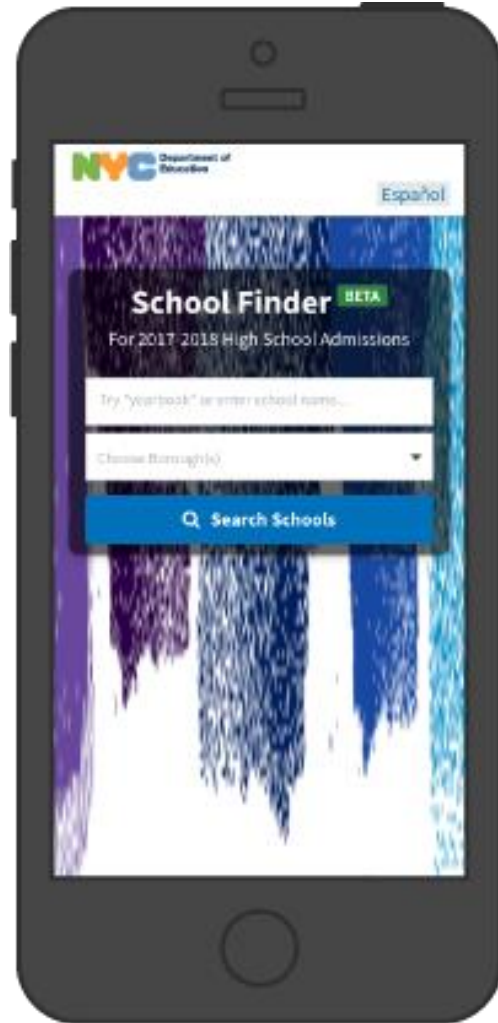 NYC Department of
Education
Español
School Finder BETA
For 2017-2018 High School Admissions
Try "yearbook" or enter school name...
Choose Borough(s)
Search Schools